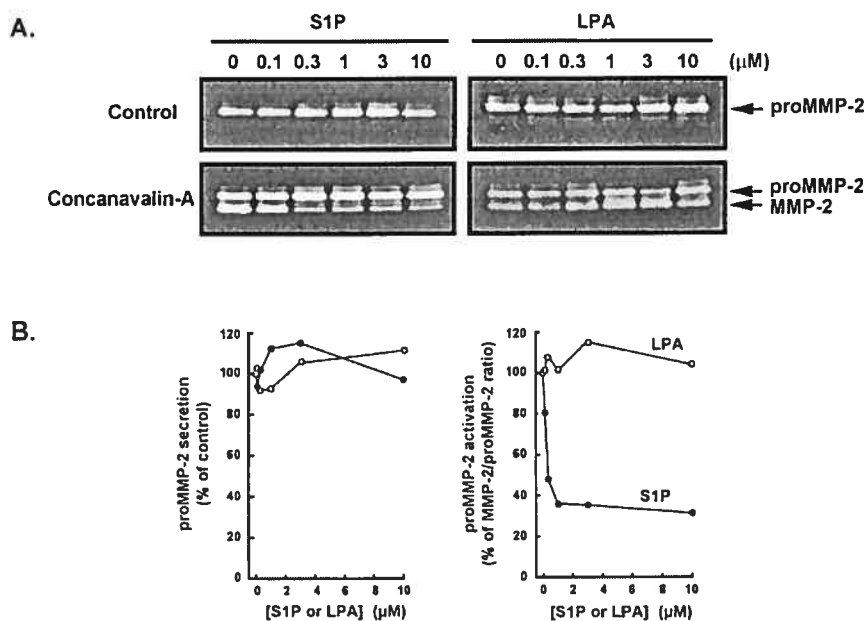 A.
S1P LPA
0 0.1 0.3 1 3 10 0 0.1 0.3 1 3 10 (μM)
Control proMMP-2
Concanavalin-A proMMP-2
MMP-2
B.
proMMP-2 secretion
(% of control)
120
100
80
60
40
20
0
0 2 4 6 8 10
[S1P or LPA] (μM)
proMMP-2 activation
(% of MMP-2/proMMP-2 ratio)
120
100
80
60
40
20
0
LPA
S1P
0 2 4 6 8 10
[S1P or LPA] (μM)